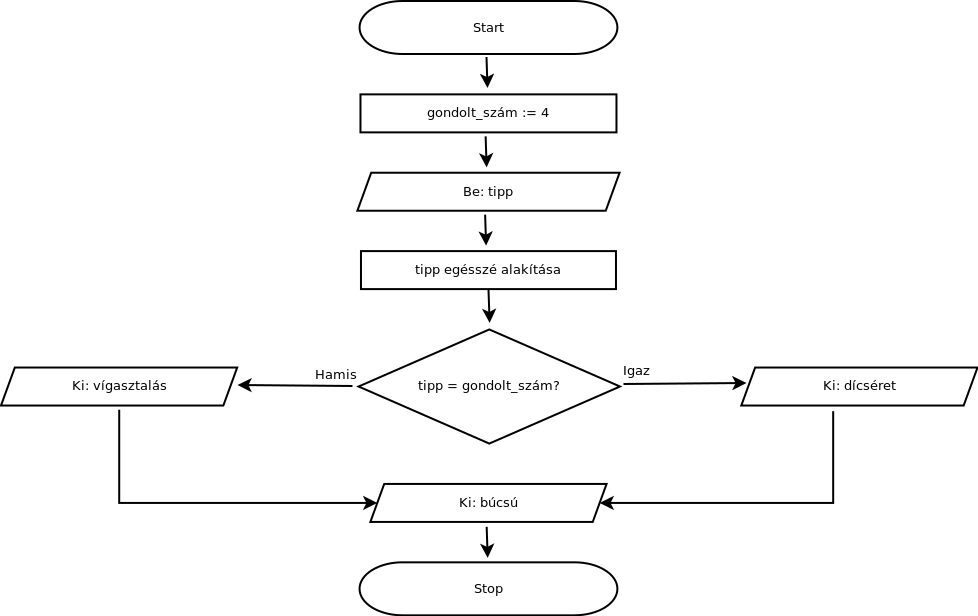 Start
gondolt_szám := 4
Be: tipp
tipp egésszé alakítása
Hamis
Igaz
Ki: vígasztalás
tipp = gondolt_szám?
Ki: dícséret
Ki: búcsú
Stop